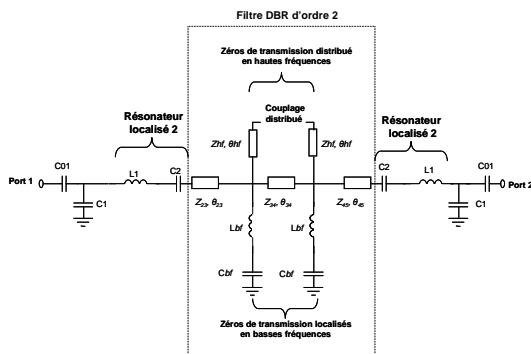 Filtre DBR d'ordre 2
Zéros de transmission distribué
en hautes fréquences
Couplage
distribué
Résonateur
localisé 2
Résonateur
localisé 2
Zhf, θhf
Zhf, θhf
C01
L1
C2
C2
L1
C01
Port 1
Port 2
C1
Z23, θ23
Z34, θ34
Z45, θ45
C1
Lbf
Lbf
Cbf
Cbf
Zéros de transmission localisés
en basses fréquences